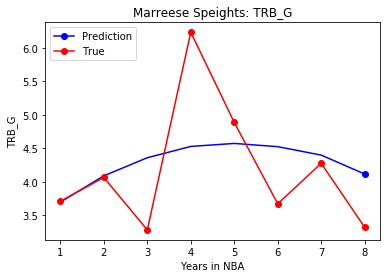 Marreese Speights: TRB_G
Prediction
True
6.0
5.5
5.0
4.5
4.0
3.5
TRB_G
1 2 3 4 5 6 7 8
Years in NBA